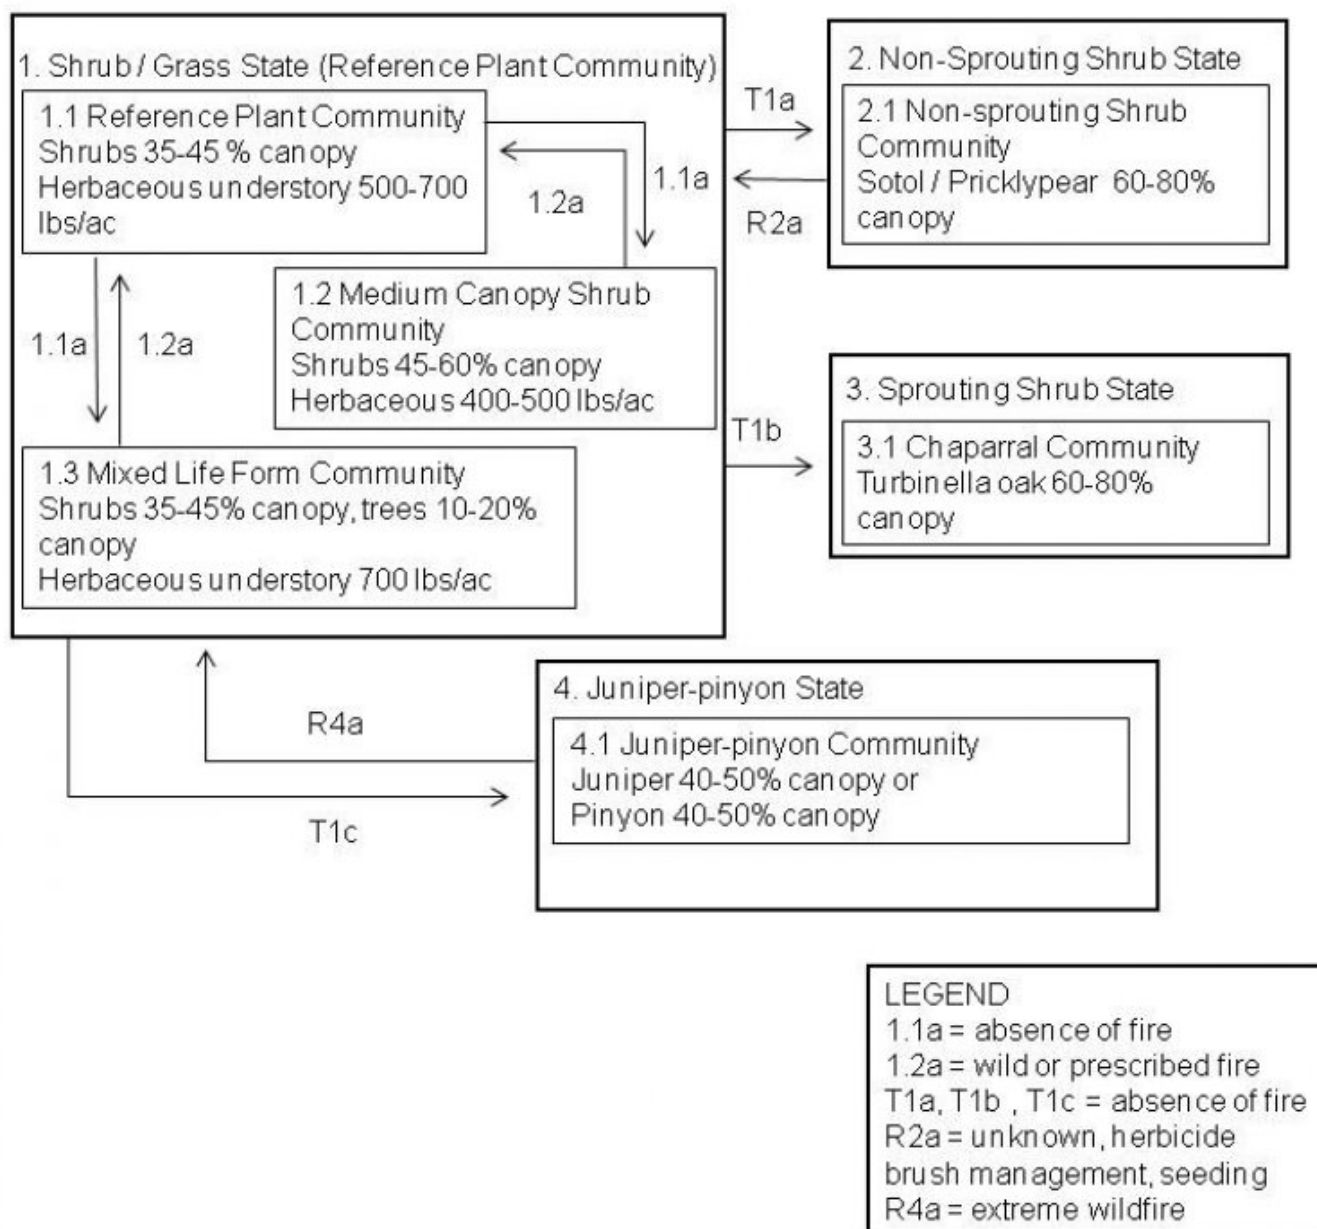 1. Shrub / Grass State (Reference Plant Community)
1.1 Reference Plant Community
Shrubs 35-45 % canopy
Herbaceous understory 500-700
lbs/ac
1.1a
1.2a
1.2 Medium Canopy Shrub
Community
Shrubs 45-60% canopy
Herbaceous 400-500 lbs/ac
1.1a
1.2a
1.3 Mixed Life Form Community
Shrubs 35-45% canopy, trees 10-20%
canopy
Herbaceous understory 700 lbs/ac
T1a
R2a
2. Non-Sprouting Shrub State
2.1 Non-sprouting Shrub
Community
Sotol / Pricklypear 60-80%
canopy
T1b
3. Sprouting Shrub State
3.1 Chaparral Community
Turbinella oak 60-80%
canopy
R4a
T1c
4. Juniper-pinyon State
4.1 Juniper-pinyon Community
Juniper 40-50% canopy or
Pinyon 40-50% canopy
LEGEND
1.1a = absence of fire
1.2a = wild or prescribed fire
T1a, T1b , T1c = absence of fire
R2a = unknown, herbicide
brush management, seeding
R4a = extreme wildfire